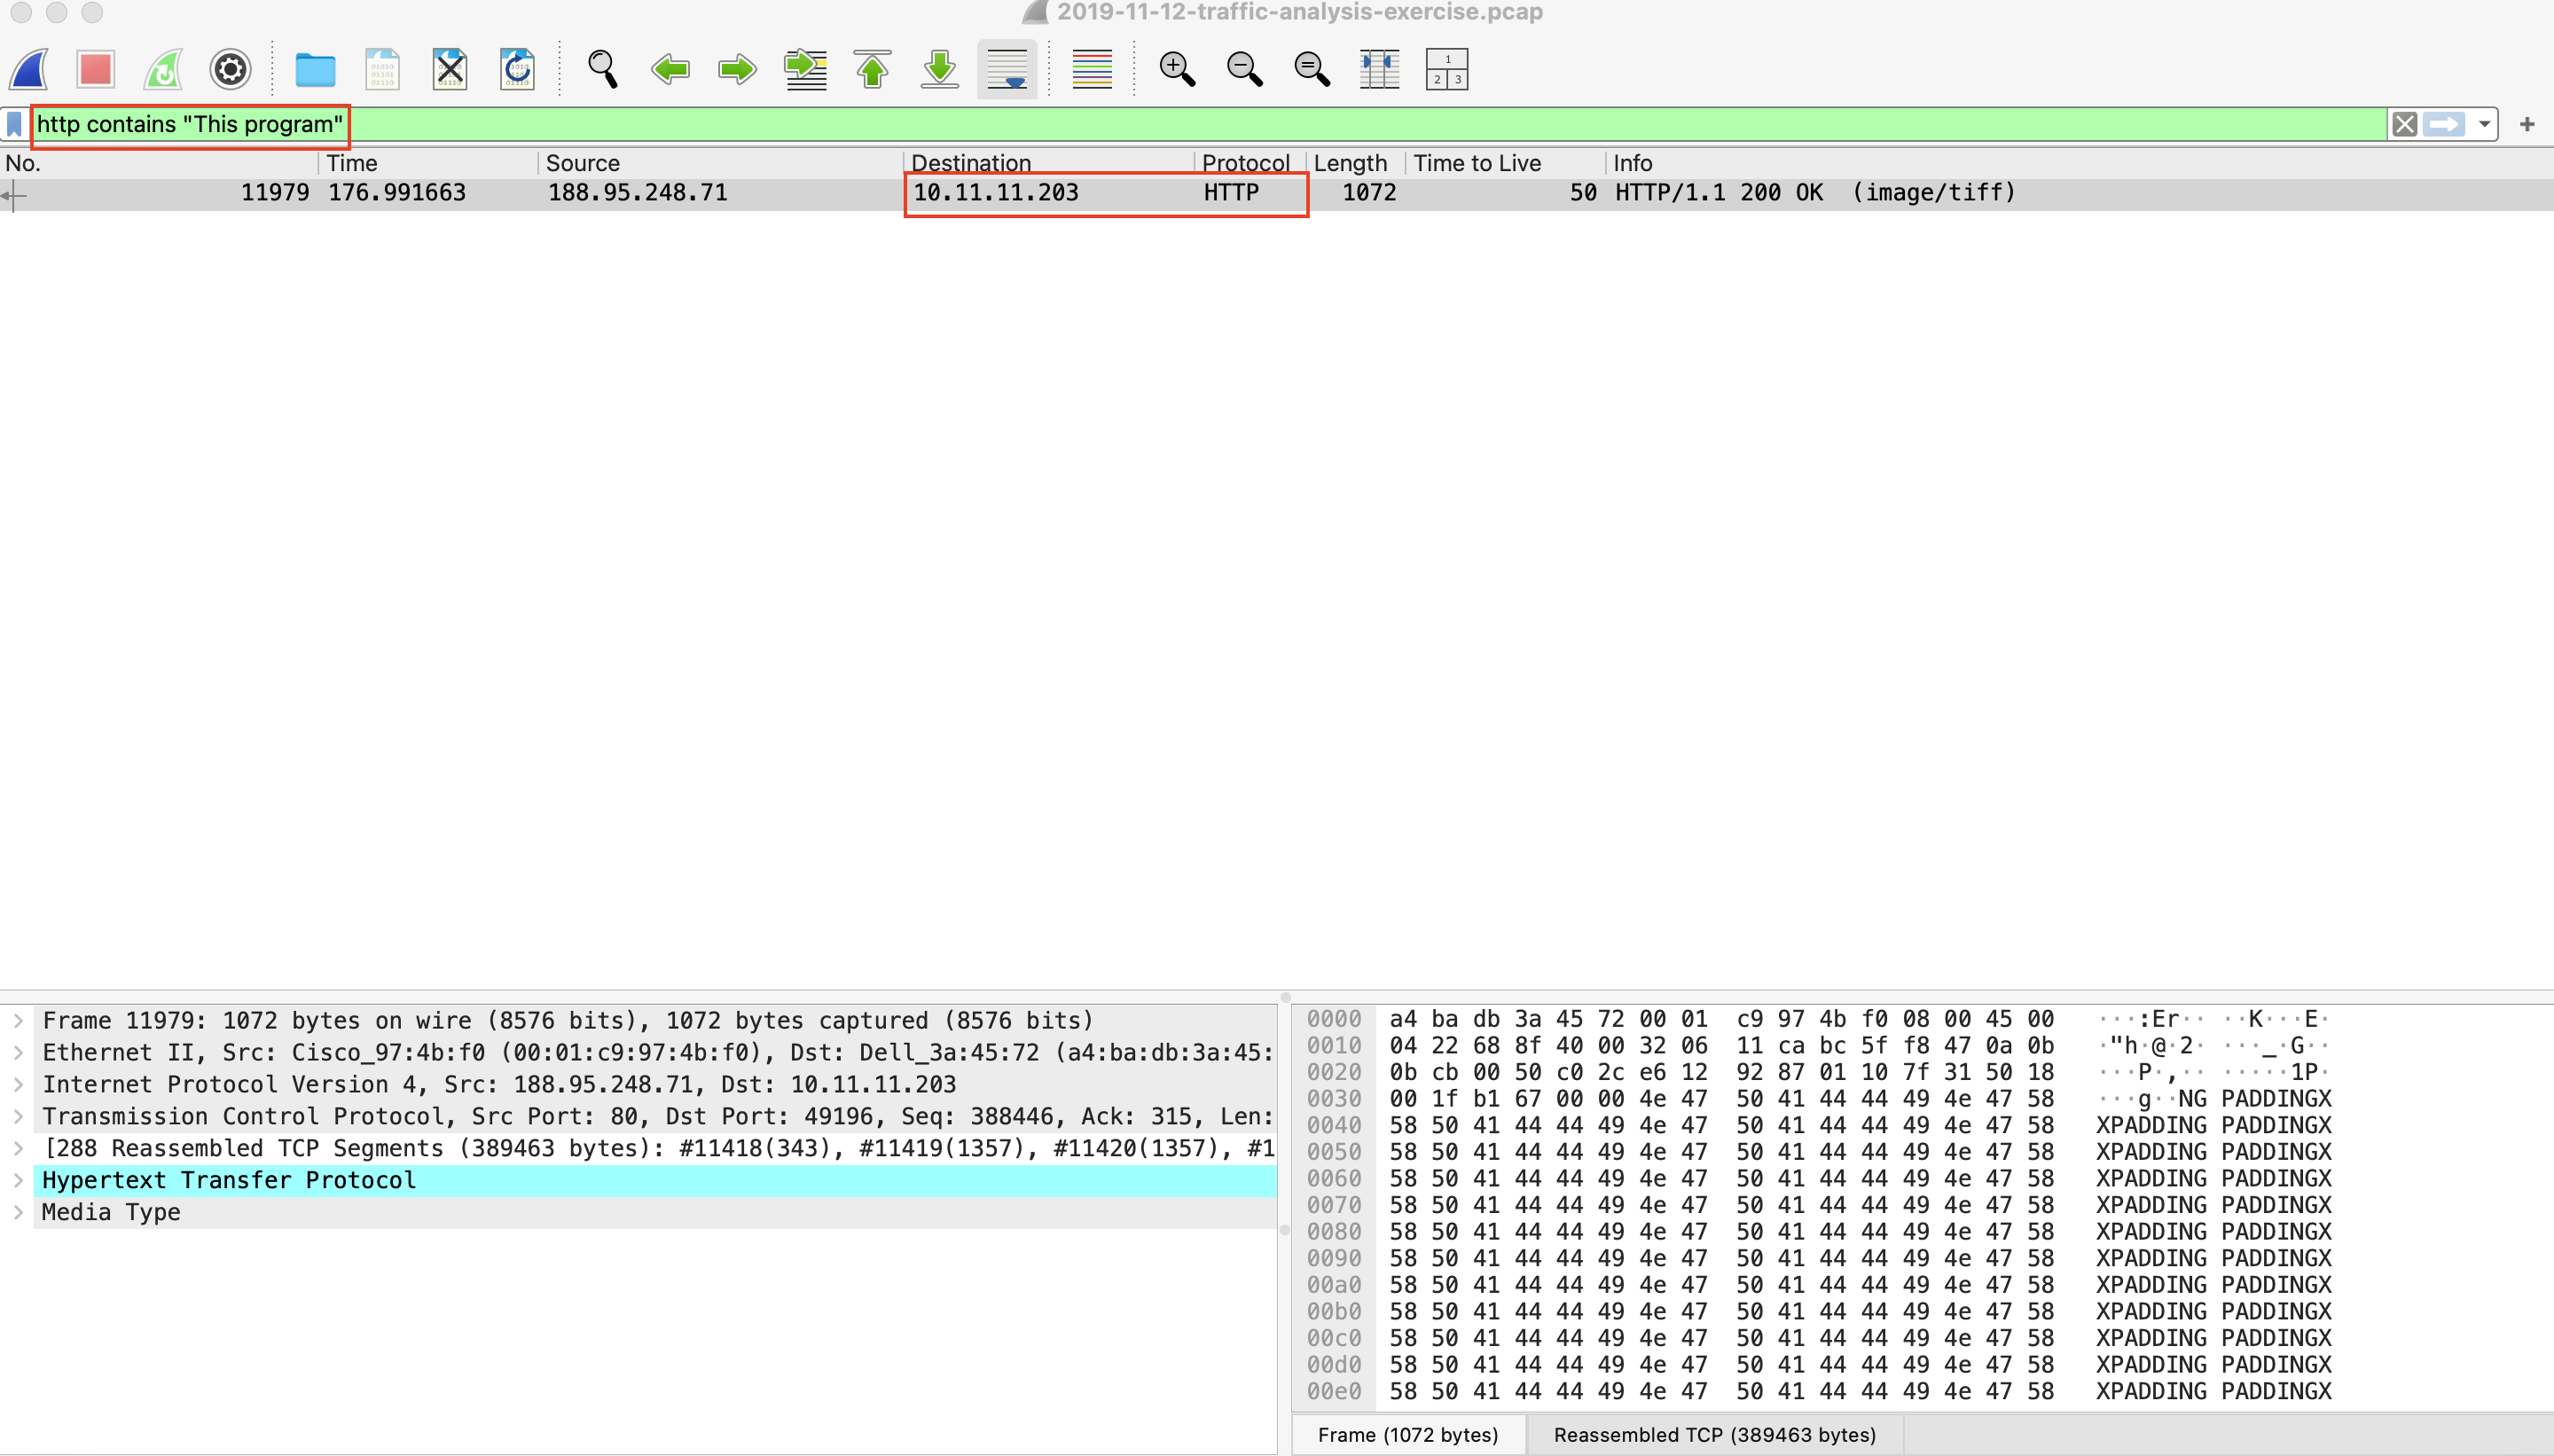 2019-11-12-traffic-analysis-exercise.pcap
http contains "This program"
No. Time Source Destination Protocol Length Time to Live Info
11979 176.991663 188.95.248.71 10.11.11.203 HTTP 1072 50 HTTP/1.1 200 OK (image/tiff)
Frame 11979: 1072 bytes on wire (8576 bits), 1072 bytes captured (8576 bits)
Ethernet II, Src: Cisco_97:4b:f0 (00:01:c9:97:4b:f0), Dst: Dell_3a:45:72 (a4:ba:db:3a:45:
Internet Protocol Version 4, Src: 188.95.248.71, Dst: 10.11.11.203
Transmission Control Protocol, Src Port: 80, Dst Port: 49196, Seq: 388446, Ack: 315, Len:
[288 Reassembled TCP Segments (389463 bytes): #11418(343), #11419(1357), #11420(1357), #1
Hypertext Transfer Protocol
Media Type
0000 a4 ba db 3a 45 72 00 01 c9 97 4b f0 08 00 45 00 ···:Er·· ··K···E·
0010 04 22 68 8f 40 00 32 06 11 ca bc 5f f8 47 0a 0b ·"h·@·2· ···_·G··
0020 0b cb 00 50 c0 2c e6 12 92 87 01 10 7f 31 50 18 ···P·,·· ·····1P·
0030 00 1f b1 67 00 00 4e 47 50 41 44 44 49 4e 47 58 ···g··NG PADDINGX
0040 58 50 41 44 44 49 4e 47 50 41 44 44 49 4e 47 58 XPADDING PADDINGX
0050 58 50 41 44 44 49 4e 47 50 41 44 44 49 4e 47 58 XPADDING PADDINGX
0060 58 50 41 44 44 49 4e 47 50 41 44 44 49 4e 47 58 XPADDING PADDINGX
0070 58 50 41 44 44 49 4e 47 50 41 44 44 49 4e 47 58 XPADDING PADDINGX
0080 58 50 41 44 44 49 4e 47 50 41 44 44 49 4e 47 58 XPADDING PADDINGX
0090 58 50 41 44 44 49 4e 47 50 41 44 44 49 4e 47 58 XPADDING PADDINGX
00a0 58 50 41 44 44 49 4e 47 50 41 44 44 49 4e 47 58 XPADDING PADDINGX
00b0 58 50 41 44 44 49 4e 47 50 41 44 44 49 4e 47 58 XPADDING PADDINGX
00c0 58 50 41 44 44 49 4e 47 50 41 44 44 49 4e 47 58 XPADDING PADDINGX
00d0 58 50 41 44 44 49 4e 47 50 41 44 44 49 4e 47 58 XPADDING PADDINGX
00e0 58 50 41 44 44 49 4e 47 50 41 44 44 49 4e 47 58 XPADDING PADDINGX
Frame (1072 bytes) Reassembled TCP (389463 bytes)